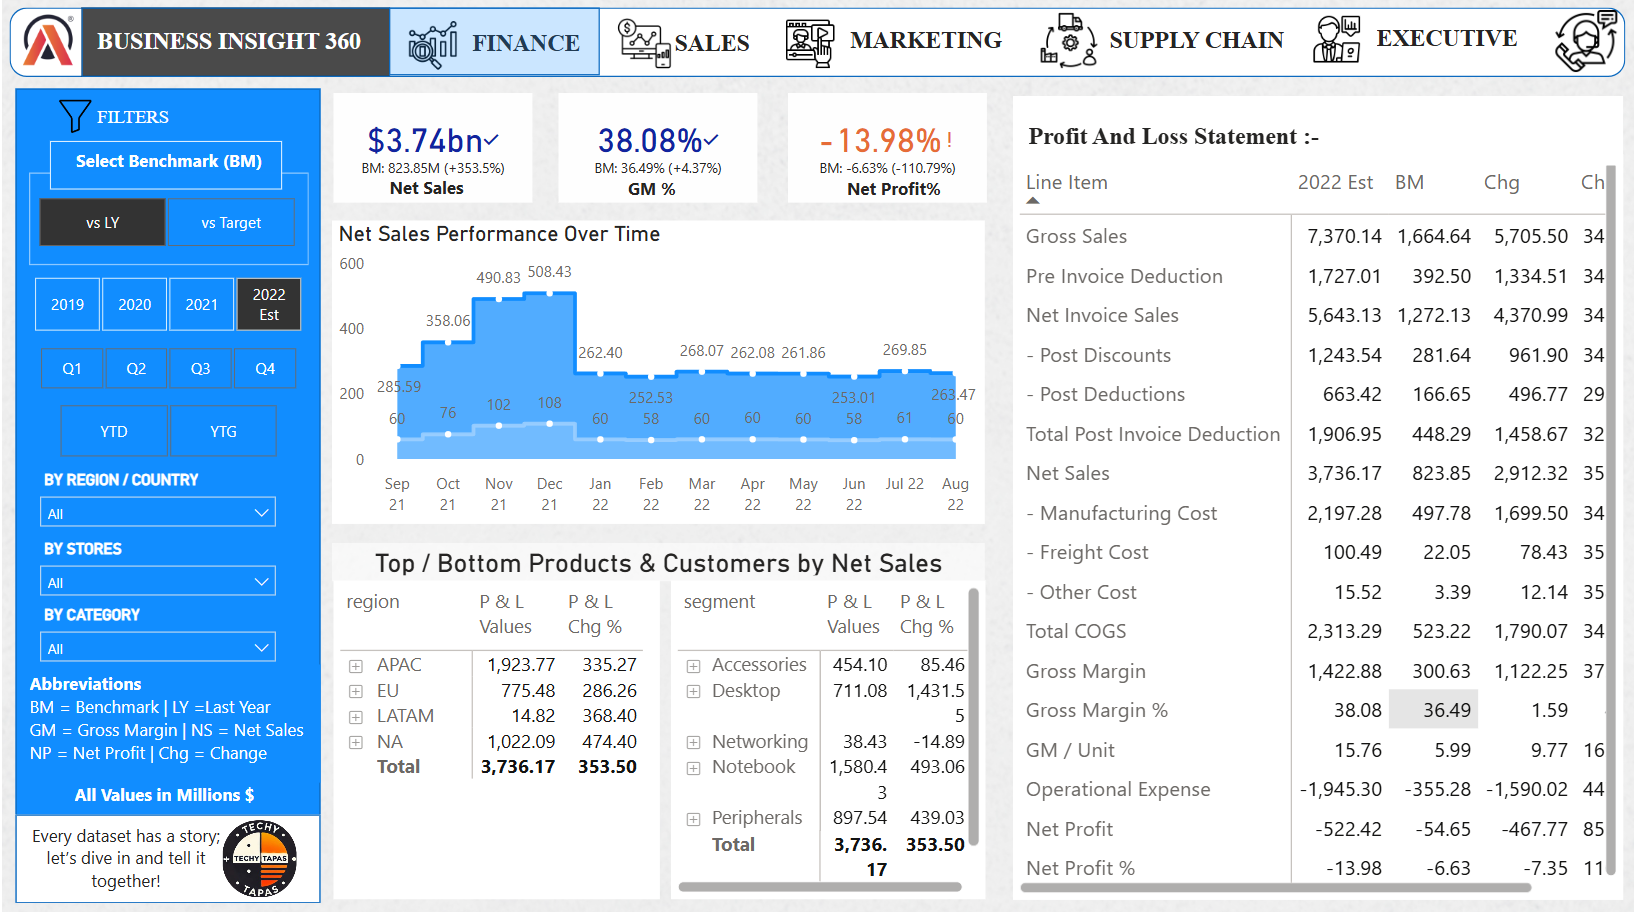 BUSINESS INSIGHT 360
FINANCE
SALES
MARKETING
SUPPLY CHAIN
EXECUTIVE
FILTERS
Select Benchmark (BM)
vs LY
vs Target
2019
2020
2021
2022
Est
Q1
Q2
Q3
Q4
YTD
YTG
BY REGION / COUNTRY
All
BY STORES
All
BY CATEGORY
All
Abbreviations
BM = Benchmark | LY =Last Year
GM = Gross Margin | NS = Net Sales
NP = Net Profit | Chg = Change
All Values in Millions $
Every dataset has a story;
let's dive in and tell it
together!
TECHY
TECHY TAPAS
TAPAS
$3.74bn
BM: 823.85M (+353.5%)
Net Sales
38.08%
BM: 36.49% (+4.37%)
GM %
-13.98% !
BM: -6.63% (-110.79%)
Net Profit%
Net Sales Performance Over Time
600
400
200
0
285.59
358.06
490.83
508.43
262.40
252.53
268.07
262.08
261.86
253.01
269.85
263.47
60
76
102
108
60
58
60
60
60
58
61
60
Sep
21
Oct
21
Nov
21
Dec
21
Jan
22
Feb
22
Mar
22
Apr
22
May
22
Jun
22
Jul 22
Aug
22
Top / Bottom Products & Customers by Net Sales
region P & L P & L
Values Chg %
APAC 1,923.77 335.27
EU 775.48 286.26
LATAM 14.82 368.40
NA 1,022.09 474.40
Total 3,736.17 353.50
segment P & L P & L
Values Chg %
Accessories 454.10 85.46
Desktop 711.08 1,431.5
5
Networking 38.43 -14.89
Notebook 1,580.4 493.06
3
Peripherals 897.54 439.03
Total 3,736. 353.50
17
Profit And Loss Statement :-
Line Item 2022 Est BM Chg Ch
Gross Sales 7,370.14 1,664.64 5,705.50 34
Pre Invoice Deduction 1,727.01 392.50 1,334.51 34
Net Invoice Sales 5,643.13 1,272.13 4,370.99 34
- Post Discounts 1,243.54 281.64 961.90 34
- Post Deductions 663.42 166.65 496.77 29
Total Post Invoice Deduction 1,906.95 448.29 1,458.67 32
Net Sales 3,736.17 823.85 2,912.32 35
- Manufacturing Cost 2,197.28 497.78 1,699.50 34
- Freight Cost 100.49 22.05 78.43 35
- Other Cost 15.52 3.39 12.14 35
Total COGS 2,313.29 523.22 1,790.07 34
Gross Margin 1,422.88 300.63 1,122.25 37
Gross Margin % 38.08 36.49 1.59
GM / Unit 15.76 5.99 9.77 16
Operational Expense -1,945.30 -355.28 -1,590.02 44
Net Profit -522.42 -54.65 -467.77 85
Net Profit % -13.98 -6.63 -7.35 11